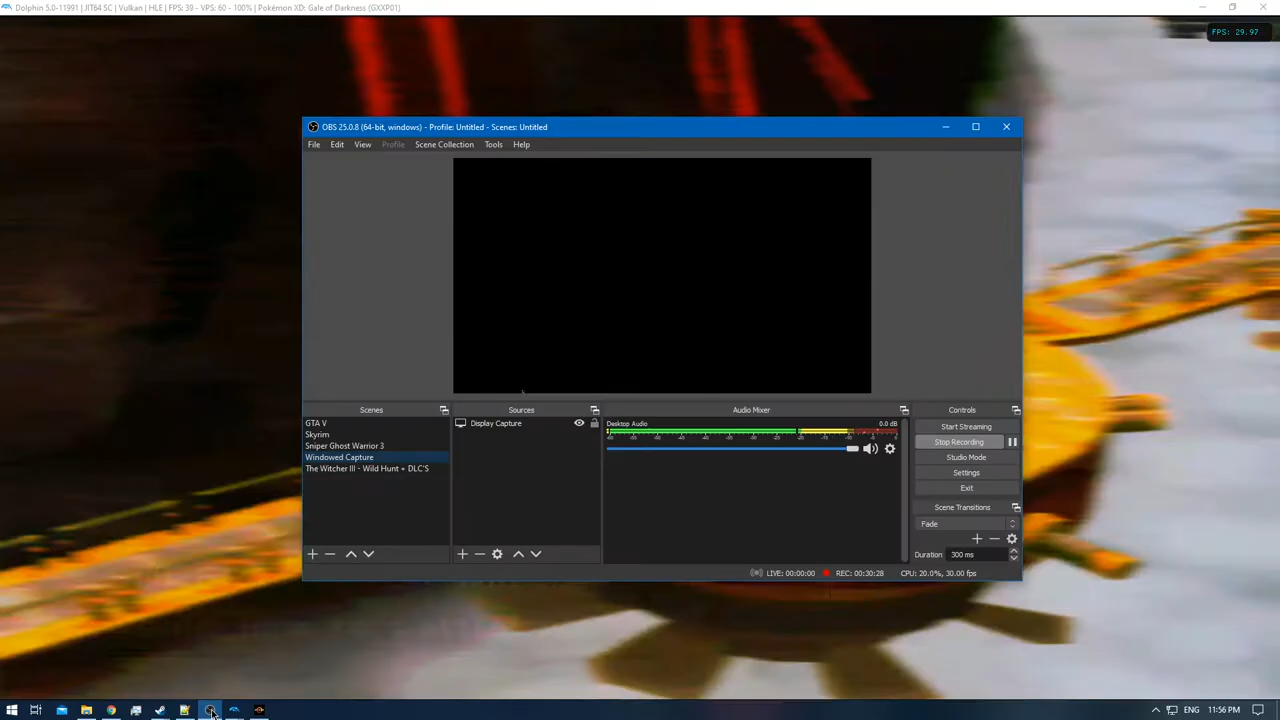 Dolphin 5.0-11991 | JIT64 SC | Vulkan | HLE | FPS: 39 - VPS: 60 - 100% | Pokémon XD: Gale of Darkness (GXXP01)
FPS: 29.97
OBS 25.0.8 (64-bit, windows) - Profile: Untitled - Scenes: Untitled
File Edit View Profile Scene Collection Tools Help
Scenes
GTA V
Skyrim
Sniper Ghost Warrior 3
Windowed Capture
The Witcher III - Wild Hunt + DLC'S
Sources
Display Capture
Audio Mixer
Desktop Audio 0.0 dB
Controls
Start Streaming
Stop Recording
Studio Mode
Settings
Exit
Scene Transitions
Fade
Duration 300 ms
LIVE: 00:00:00 REC: 00:30:28 CPU: 20.0%, 30.00 fps
ENG 11:56 PM